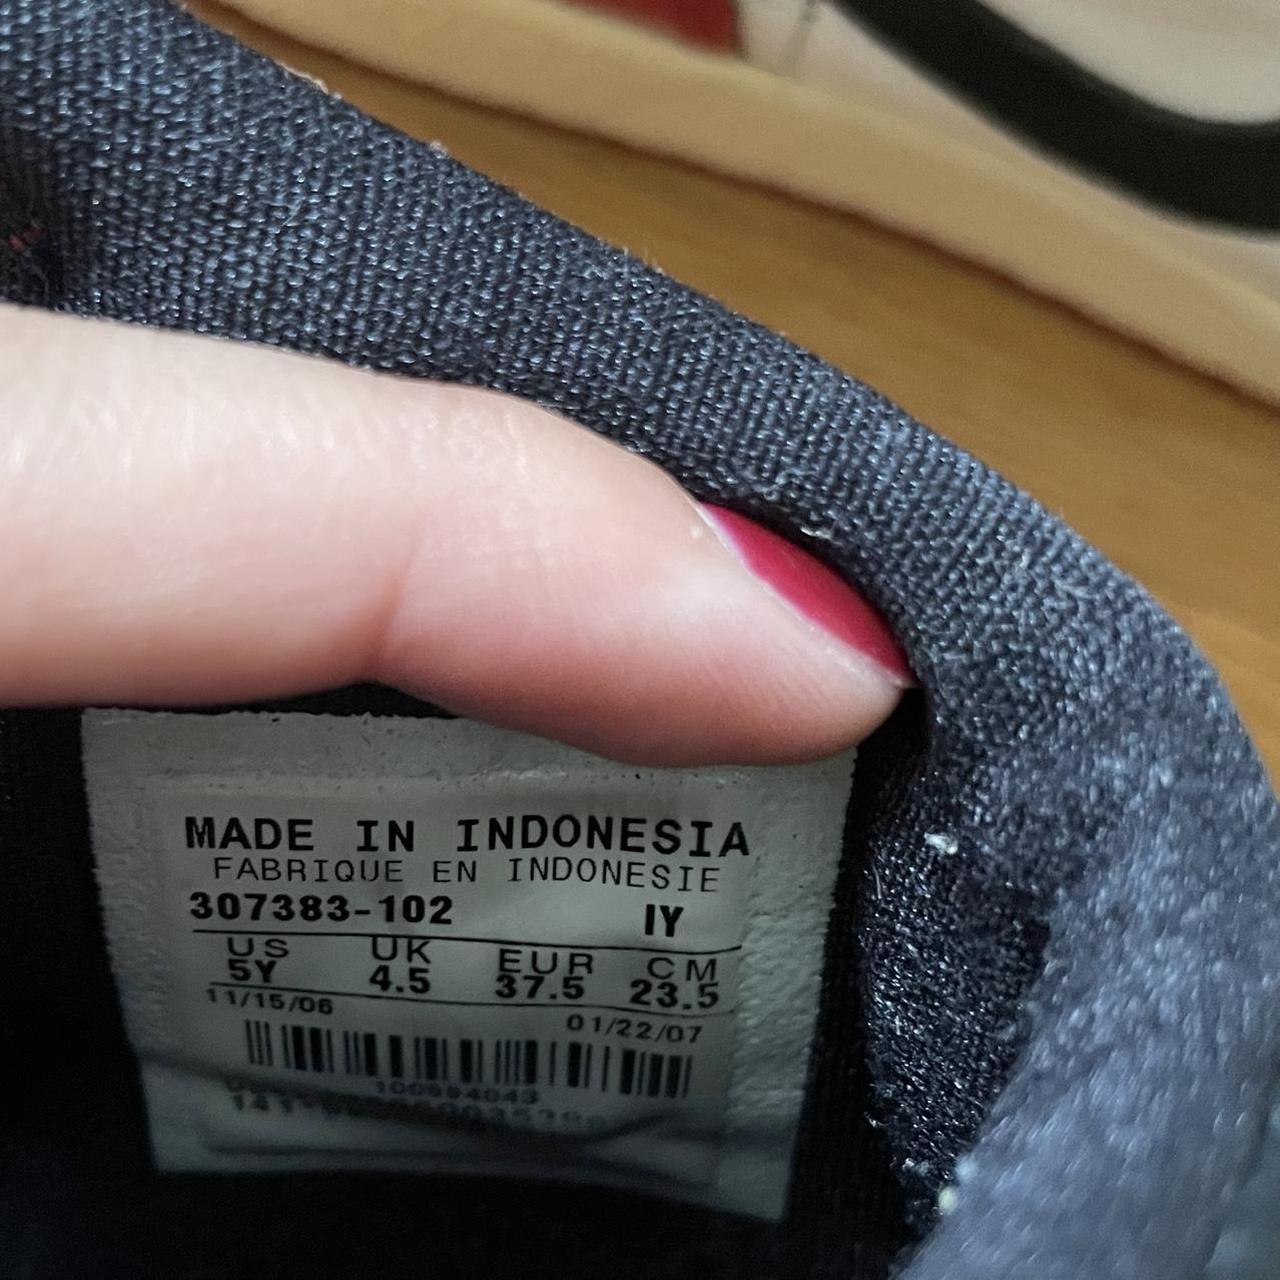 MADE IN INDONESIA
FABRIQUE EN INDONESIE
307383-102 IY
US UK EUR CM
5Y 4.5 37.5 23.5
11/15/06 01/22/07
100694043